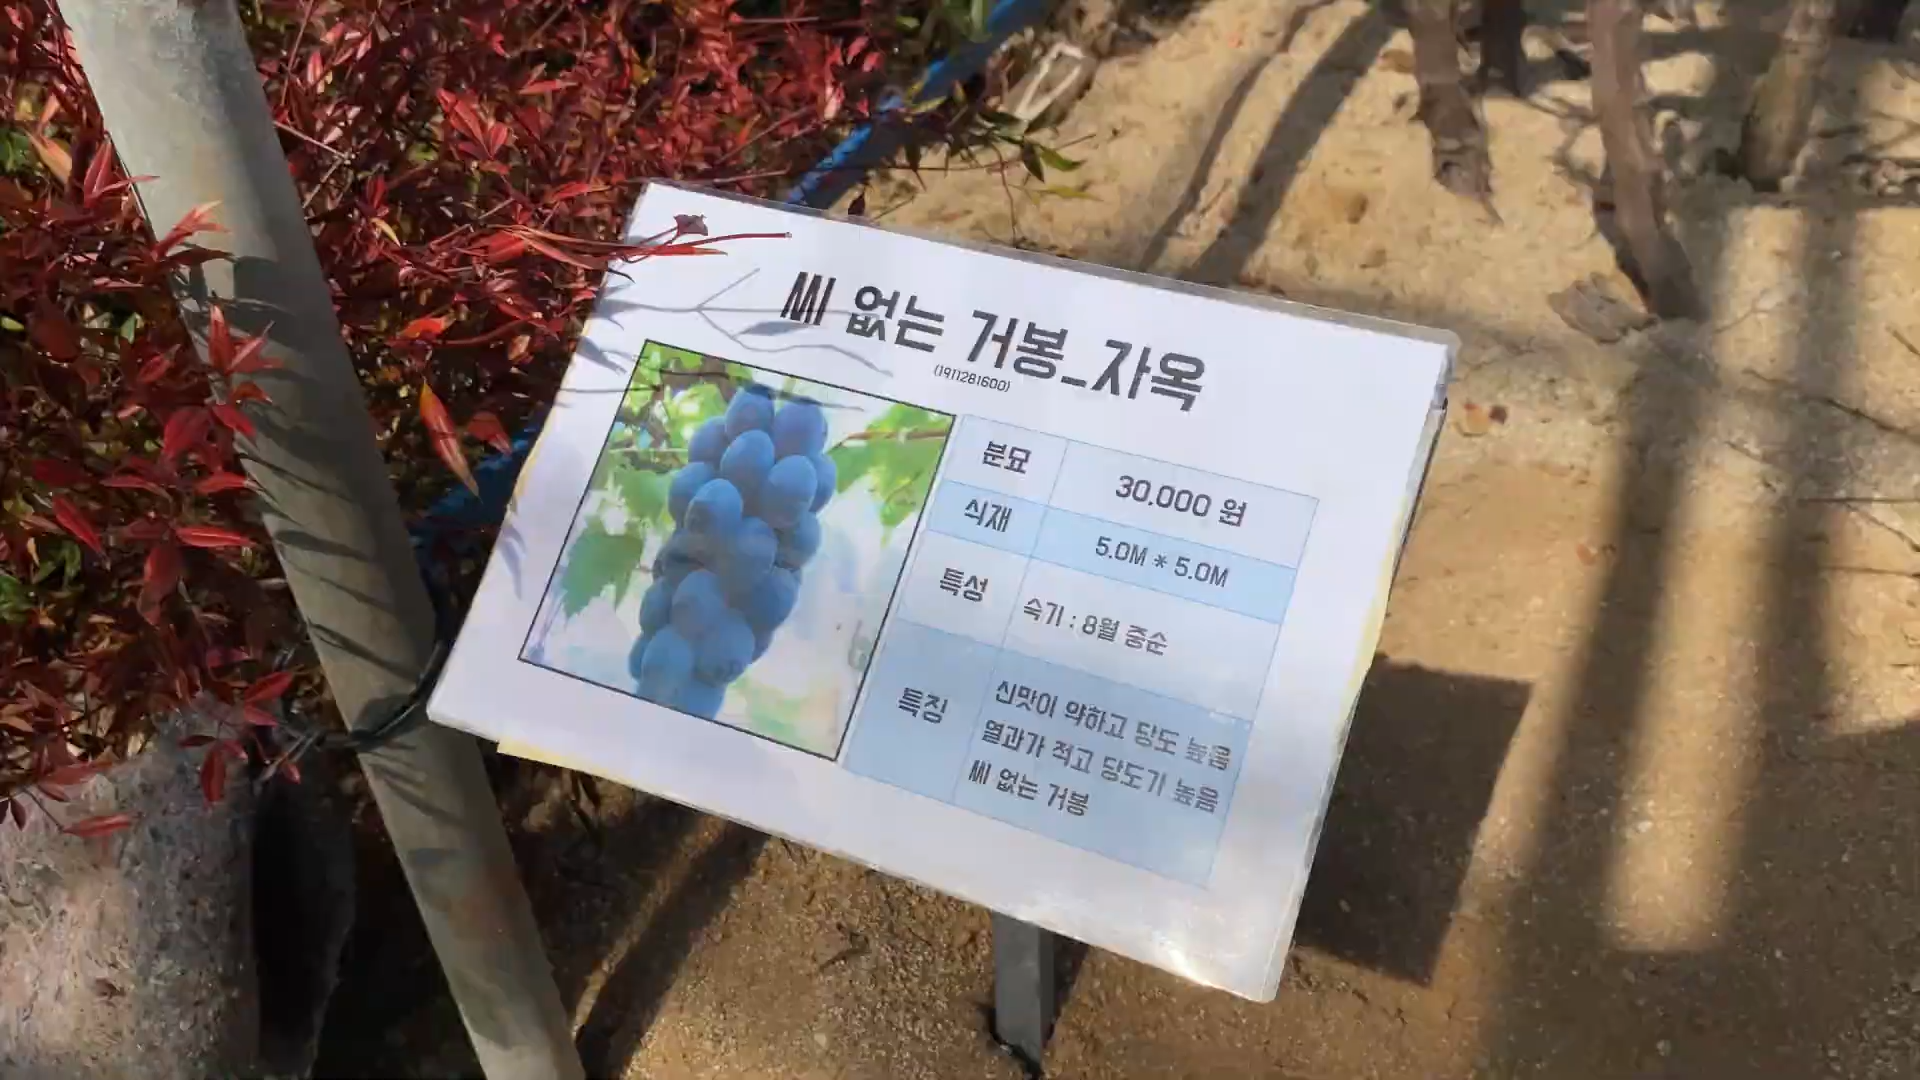 씨 없는 거봉_자옥
(1911281600)
분묘
30.000 원
식재
5.0M * 5.0M
특성
숙기 : 8월 중순
특징
신맛이 약하고 당도 높음
열과가 적고 당도기 높음
씨 없는 거봉